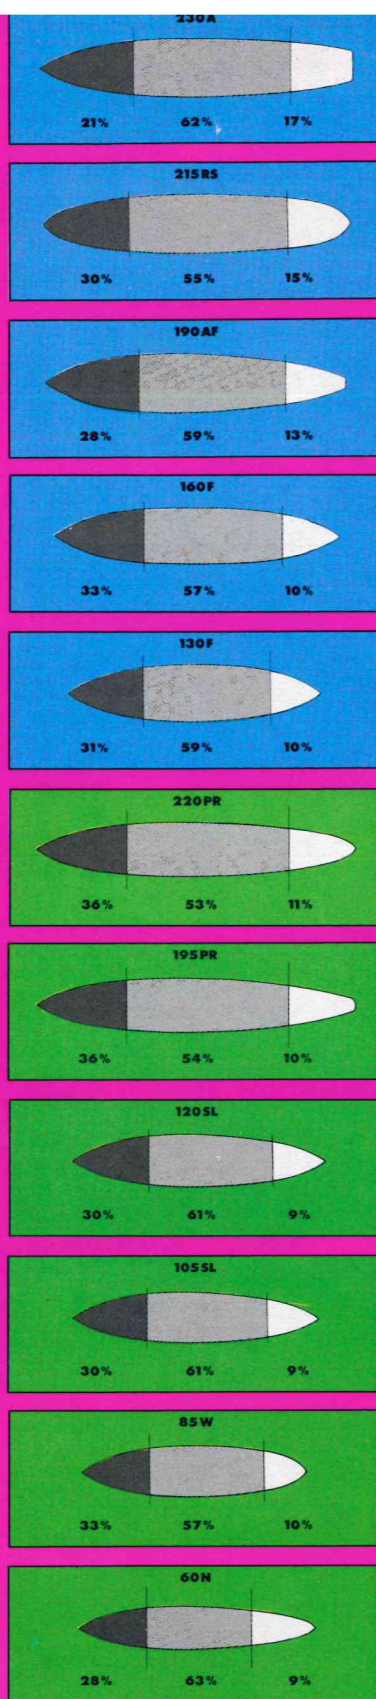 230A
21% 62% 17%
215RS
30% 55% 15%
190AF
28% 59% 13%
160F
33% 57% 10%
130F
31% 59% 10%
220PR
36% 53% 11%
195PR
36% 54% 10%
120SL
30% 61% 9%
105SL
30% 61% 9%
85W
33% 57% 10%
60N
28% 63% 9%